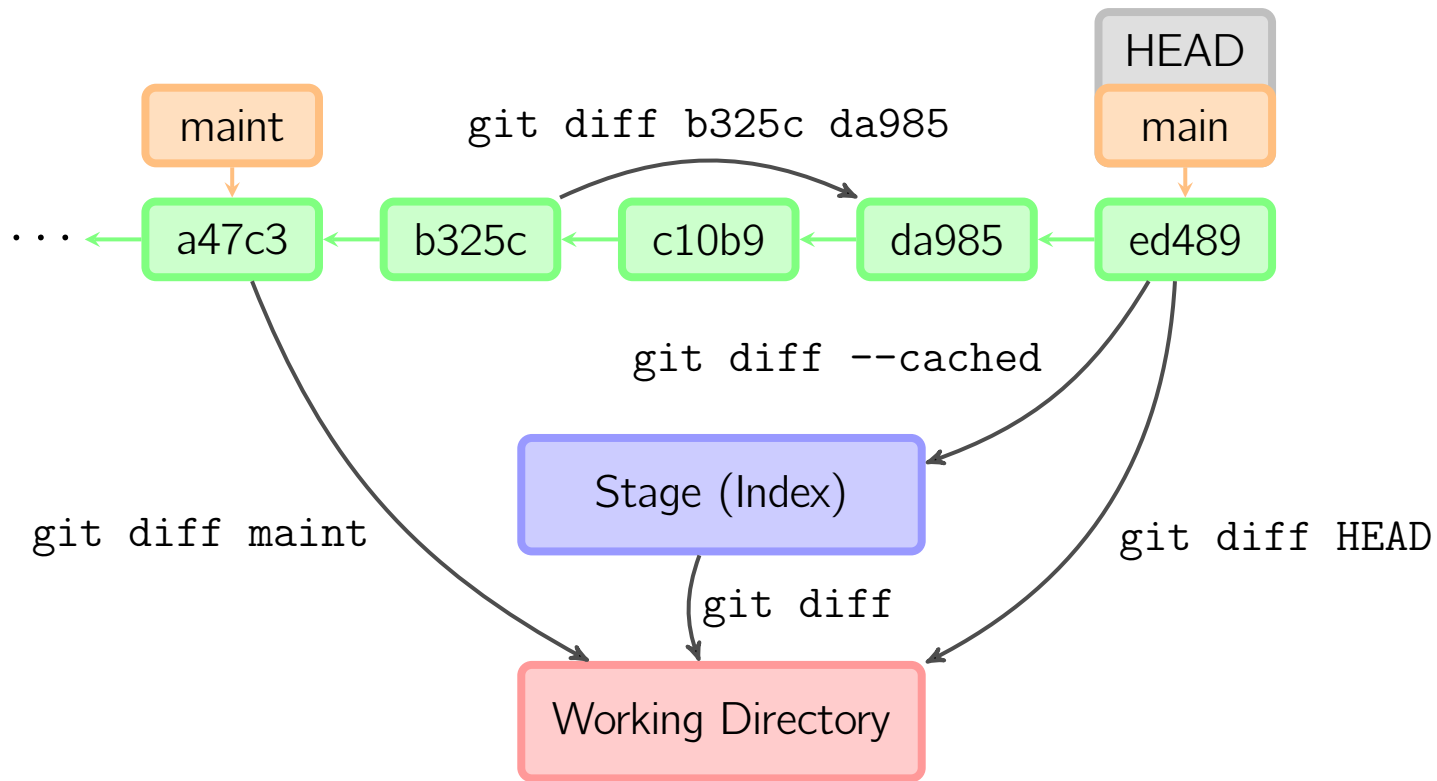 HEAD
maint
git diff b325c da985
main
...
a47c3
b325c
c10b9
da985
ed489
git diff --cached
Stage (Index)
git diff maint
git diff HEAD
git diff
Working Directory